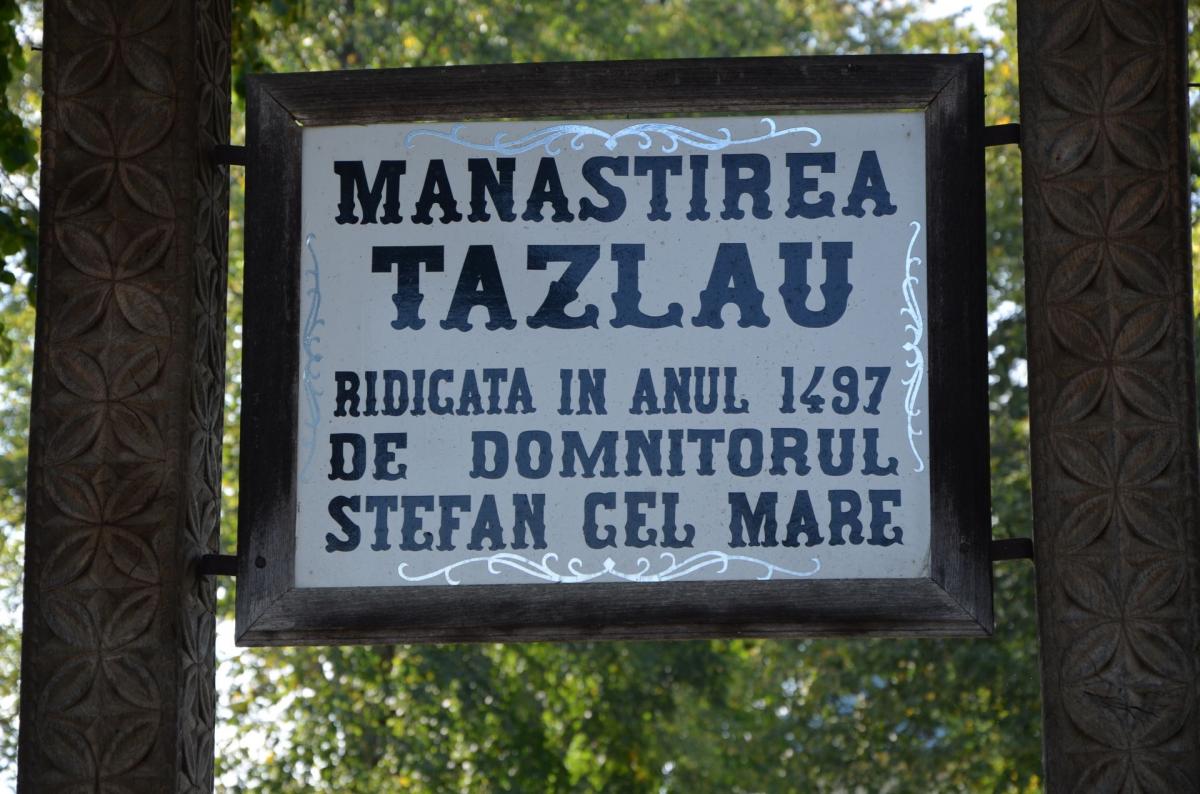 MANASTIREA
TAZLAU
RIDICATA IN ANUL 1497
DE DOMNITORUL
STEFAN CEL MARE